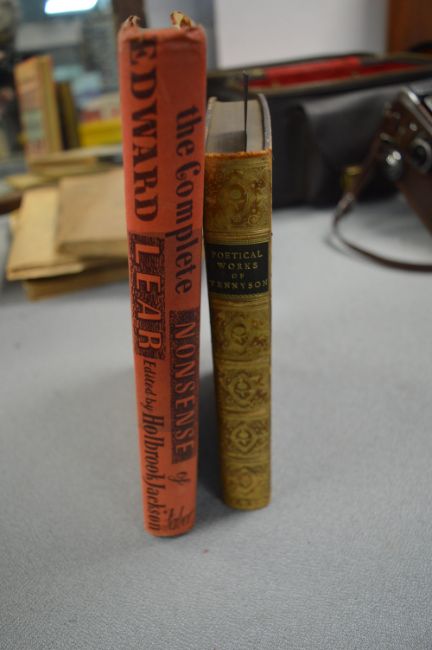 the Complete
NONSENSE of
EDWARD
LEAR
Edited by Holbrook Jackson
faber
POETICAL
WORKS
OF
TENNYSON